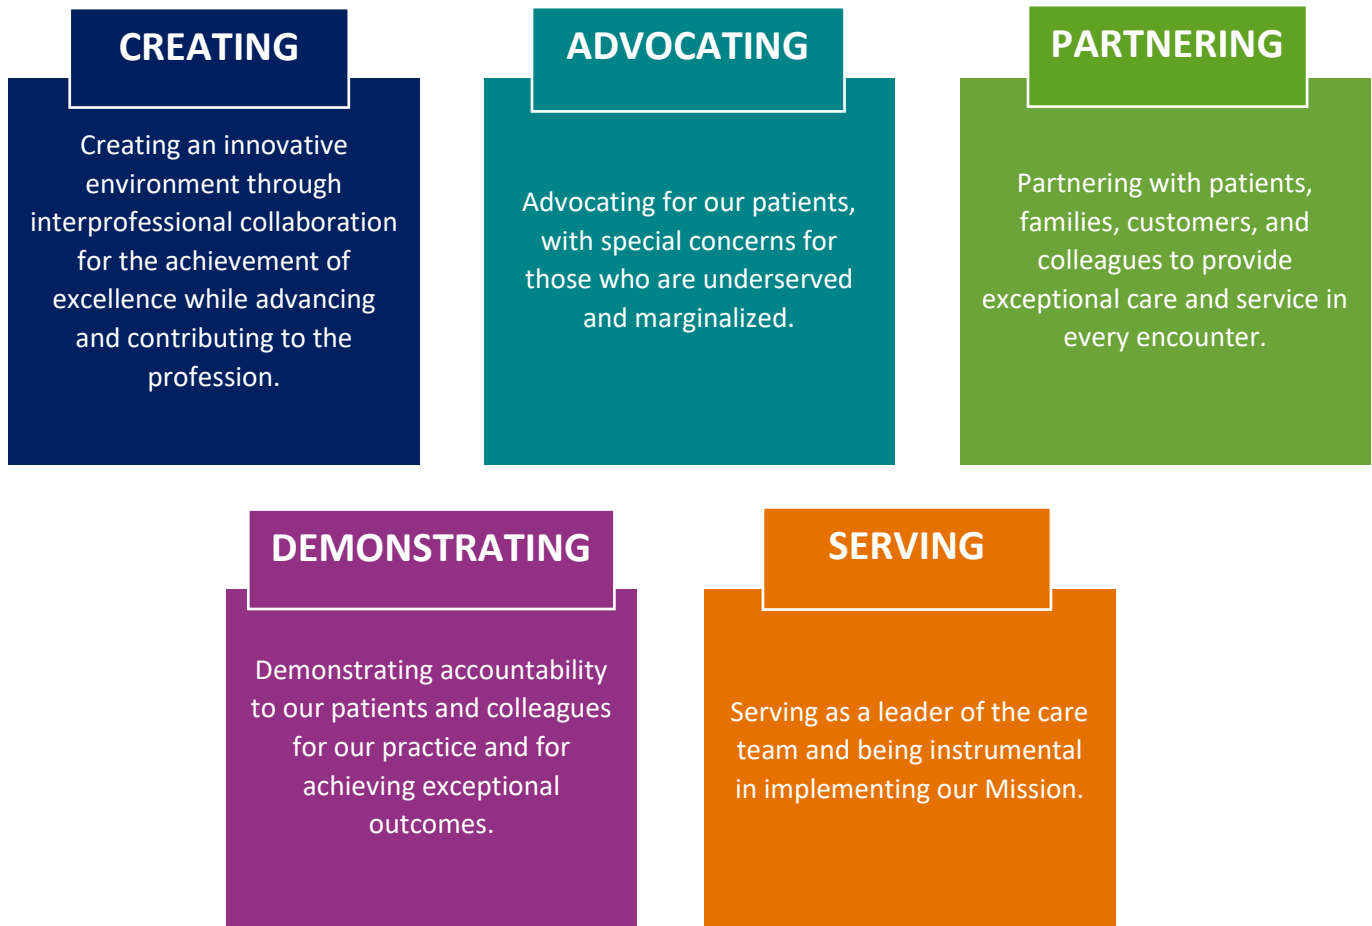 CREATING
Creating an innovative
environment through
interprofessional collaboration
for the achievement of
excellence while advancing
and contributing to the
profession.
ADVOCATING
Advocating for our patients,
with special concerns for
those who are underserved
and marginalized.
PARTNERING
Partnering with patients,
families, customers, and
colleagues to provide
exceptional care and service in
every encounter.
DEMONSTRATING
Demonstrating accountability
to our patients and colleagues
for our practice and for
achieving exceptional
outcomes.
SERVING
Serving as a leader of the care
team and being instrumental
in implementing our Mission.